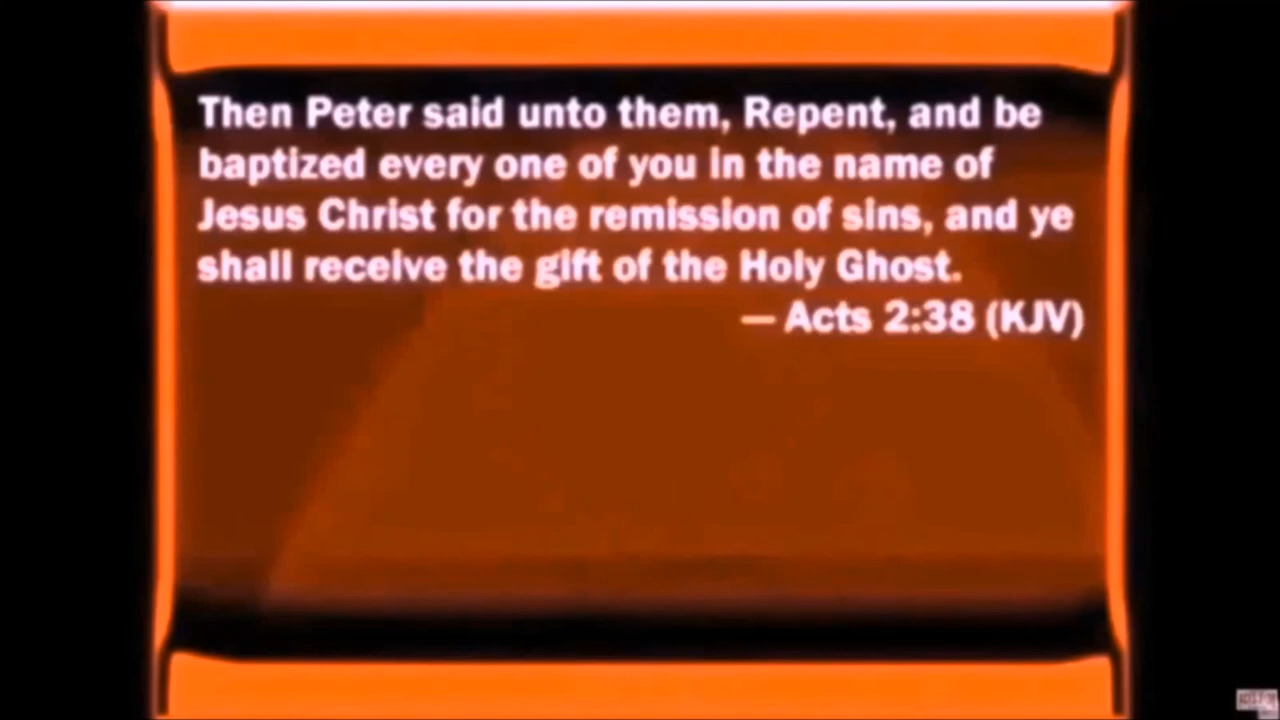 Then Peter said unto them, Repent, and be
baptized every one of you in the name of
Jesus Christ for the remission of sins, and ye
shall receive the gift of the Holy Ghost.
— Acts 2:38 (KJV)